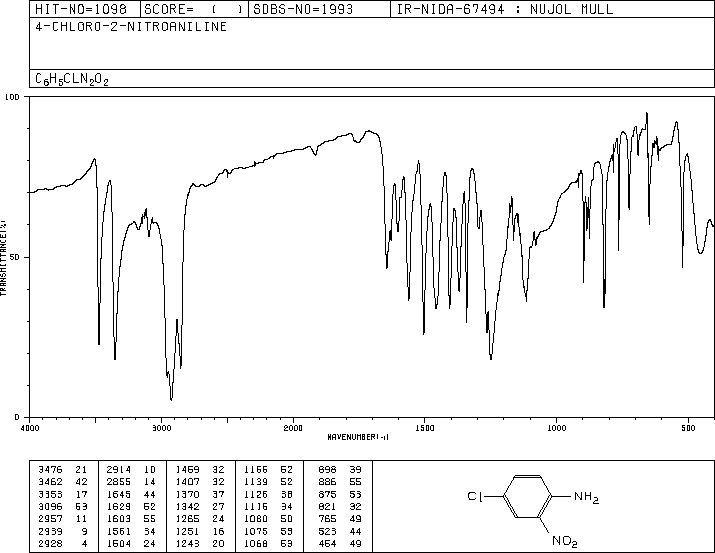 HIT-NO=1098 SCORE= ( ) SDBS-NO=1993 IR-NIDA-67494 : NUJOL MULL
4-CHLORO-2-NITROANILINE
C6H5CLN2O2
100
50
0
TRANSMITTANCE(%)
4000 3000 2000 1500 1000 500
WAVENUMBER(-1)
3476 21 2914 10 1459 32 1155 52 898 39
3462 42 2855 14 1407 32 1139 52 886 55
3353 17 1645 44 1370 37 1126 38 875 53
3096 53 1629 52 1342 27 1116 34 821 32
2957 11 1603 55 1265 24 1080 50 765 49
2939 9 1561 34 1251 16 1075 53 523 44
2928 4 1504 24 1243 20 1068 53 454 49
Cl
NH2
NO2